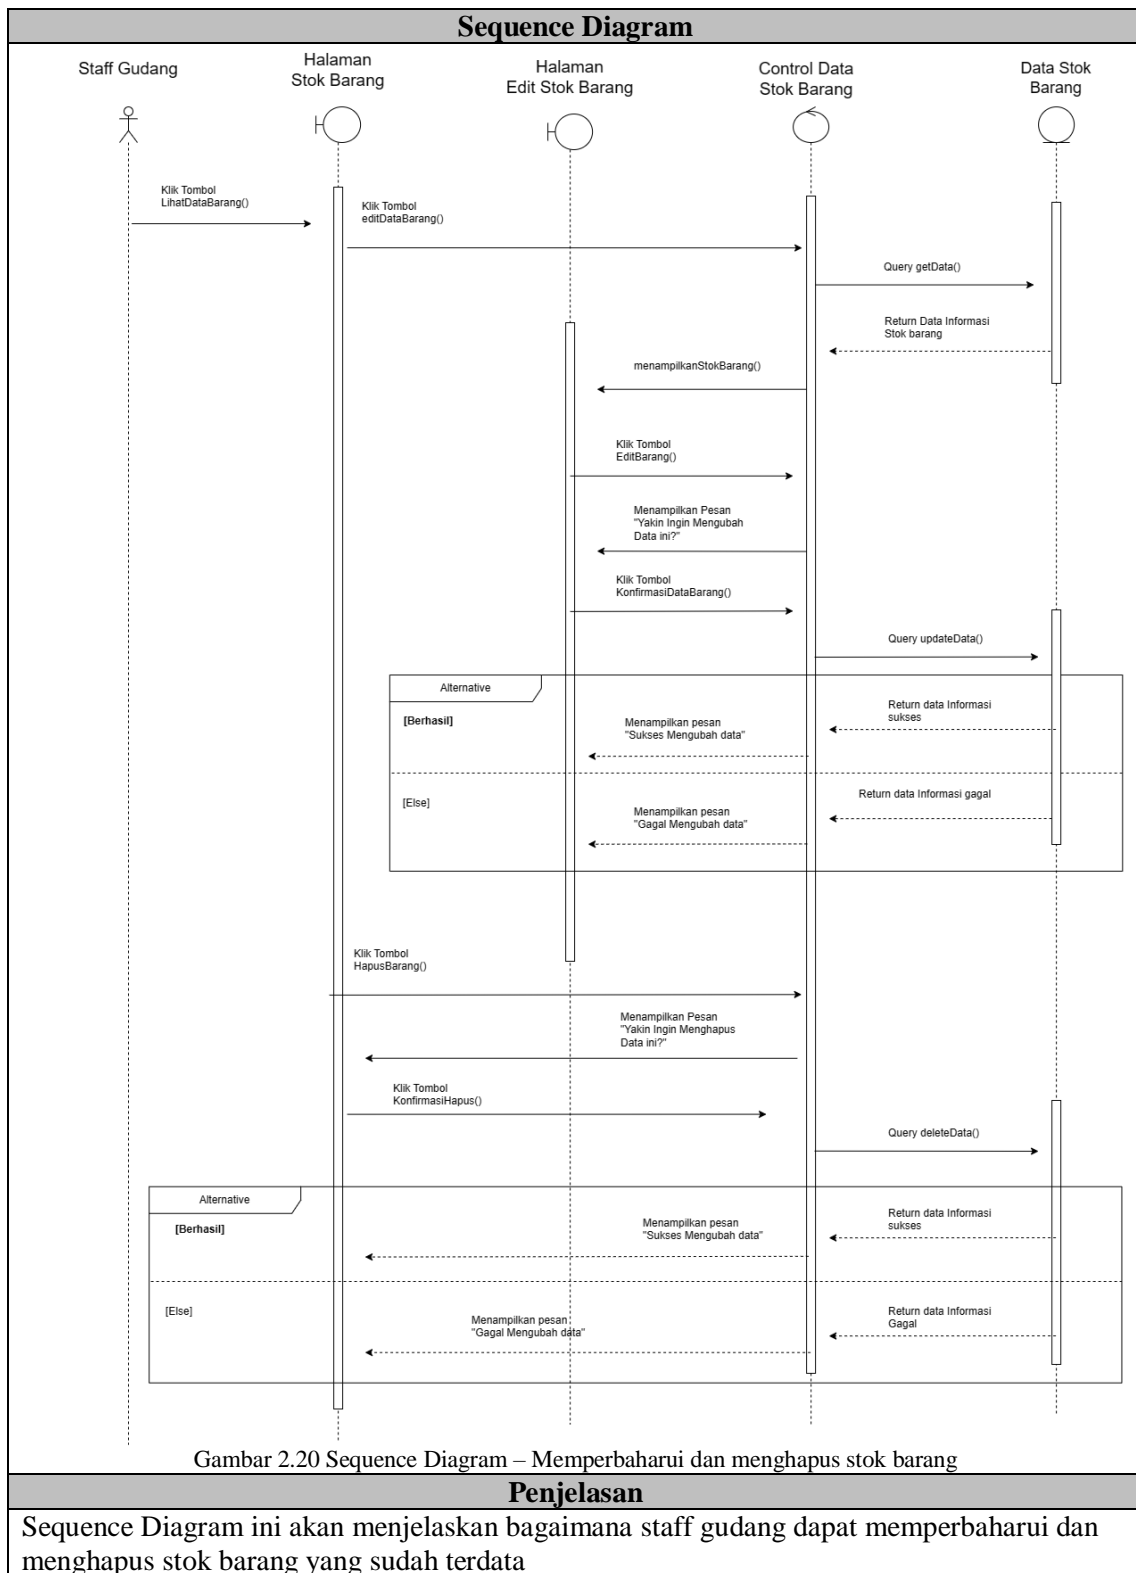 Sequence Diagram
Staff Gudang
Halaman
Stok Barang
Halaman
Edit Stok Barang
Control Data
Stok Barang
Data Stok
Barang
Klik Tombol
LihatDataBarang()
Klik Tombol
editDataBarang()
Query getData()
Return Data Informasi
Stok barang
menampilkanStokBarang()
Klik Tombol
EditBarang()
Menampilkan Pesan
"Yakin Ingin Mengubah
Data ini?"
Klik Tombol
KonfirmasiDataBarang()
Query updateData()
Alternative
[Berhasil]
Return data Informasi
sukses
Menampilkan pesan
"Sukses Mengubah data"
[Else]
Return data Informasi gagal
Menampilkan pesan
"Gagal Mengubah data"
Klik Tombol
HapusBarang()
Menampilkan Pesan
"Yakin Ingin Menghapus
Data ini?"
Klik Tombol
KonfirmasiHapus()
Query deleteData()
Alternative
[Berhasil]
Return data Informasi
sukses
Menampilkan pesan
"Sukses Mengubah data"
[Else]
Return data Informasi
Gagal
Menampilkan pesan
"Gagal Mengubah data"
Gambar 2.20 Sequence Diagram – Memperbaharui dan menghapus stok barang
Penjelasan
Sequence Diagram ini akan menjelaskan bagaimana staff gudang dapat memperbaharui dan
menghapus stok barang yang sudah terdata